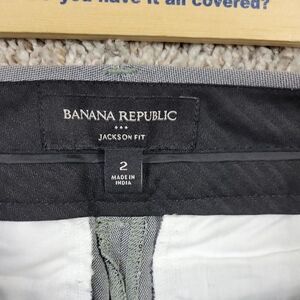 you have it all covered?
BANANA REPUBLIC
JACKSON FIT
2
MADE IN
INDIA